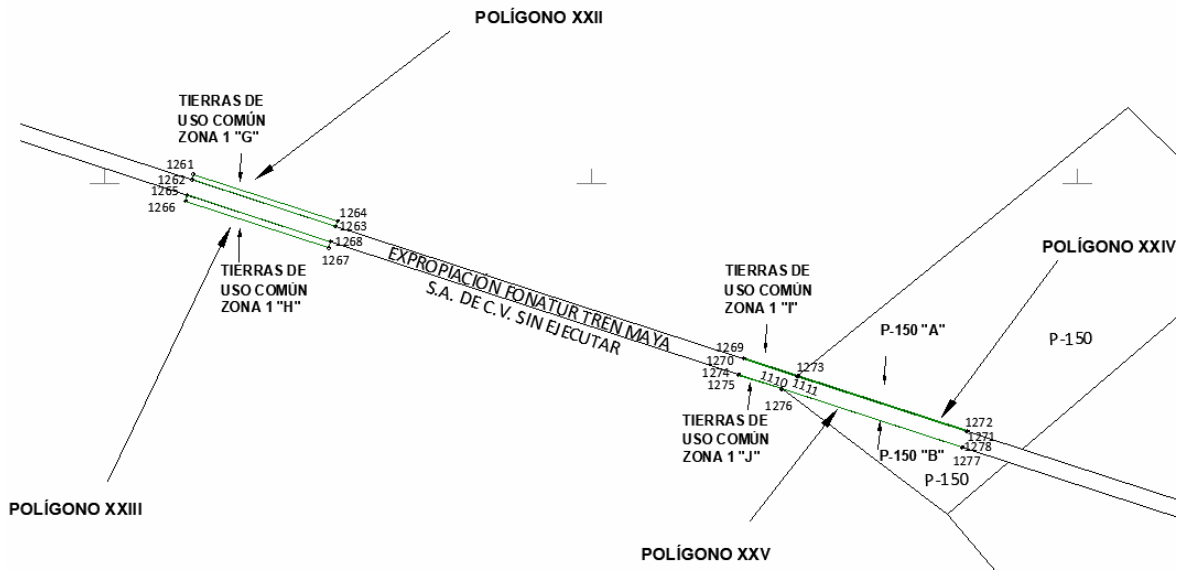 POLÍGONO XXII
TIERRAS DE
USO COMÚN
ZONA 1 "G"
1261
1262
1265
1266
1264
1263
1268
1267
TIERRAS DE
USO COMÚN
ZONA 1 "H"
EXPROPIACIÓN FONATUR TREN MAYA
S.A. DE C.V. SIN EJECUTAR
POLÍGONO XXIV
TIERRAS DE
USO COMÚN
ZONA 1 "I"
P-150 "A"
P-150
1269
1270
1274
1275
1273
1110
1111
1276
1272
1271
1278
1277
TIERRAS DE
USO COMÚN
ZONA 1 "J"
P-150 "B"
P-150
POLÍGONO XXIII
POLÍGONO XXV